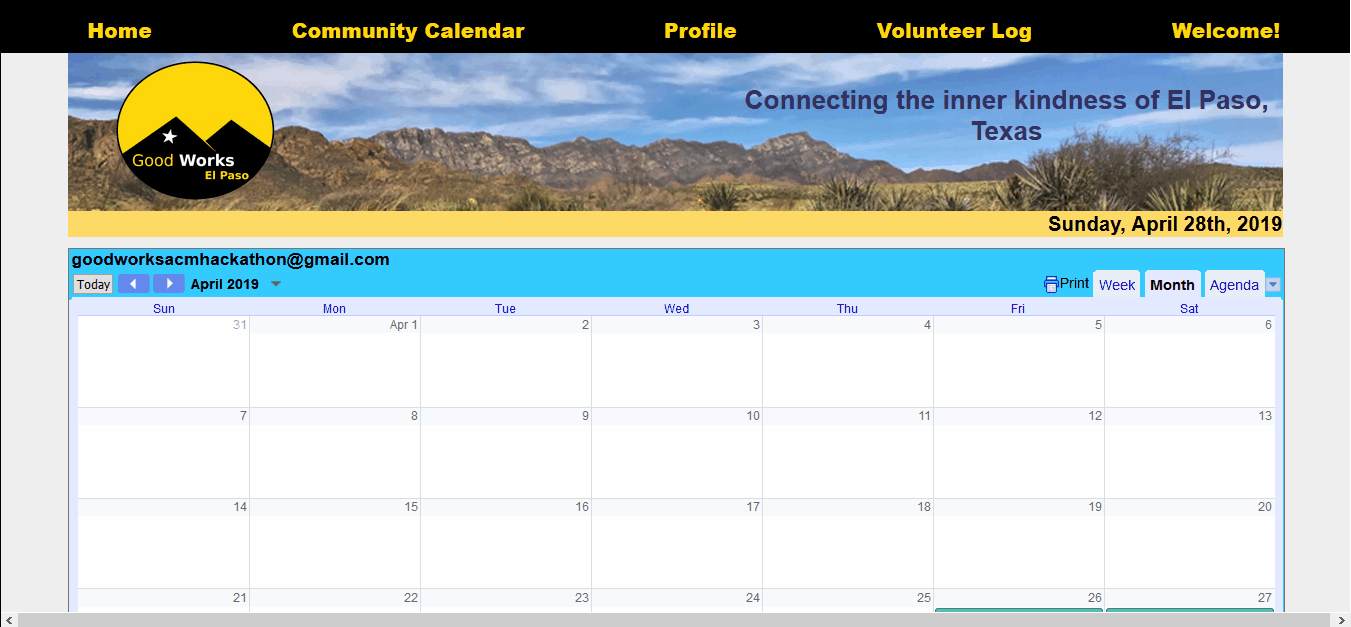 Home Community Calendar Profile Volunteer Log Welcome!
Connecting the inner kindness of El Paso,
Texas
Good Works
El Paso
Sunday, April 28th, 2019
goodworksacmhackathon@gmail.com
Today April 2019 Print Week Month Agenda
Sun Mon Tue Wed Thu Fri Sat
31 Apr 1 2 3 4 5 6
7 8 9 10 11 12 13
14 15 16 17 18 19 20
21 22 23 24 25 26 27